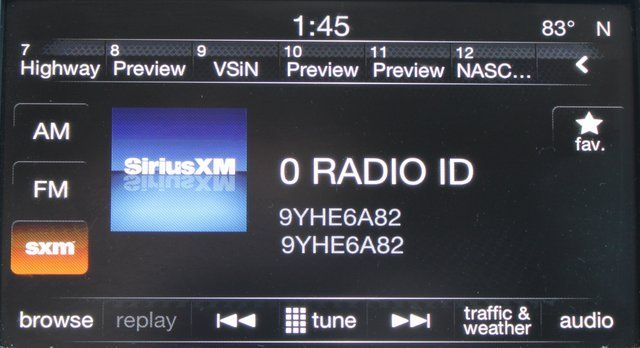 1:45 83° N
7 8 9 10 11 12
Highway Preview VSiN Preview Preview NASC...
AM
SiriusXM
0 RADIO ID
fav.
FM
9YHE6A82
sxm
9YHE6A82
browse replay tune traffic & weather audio